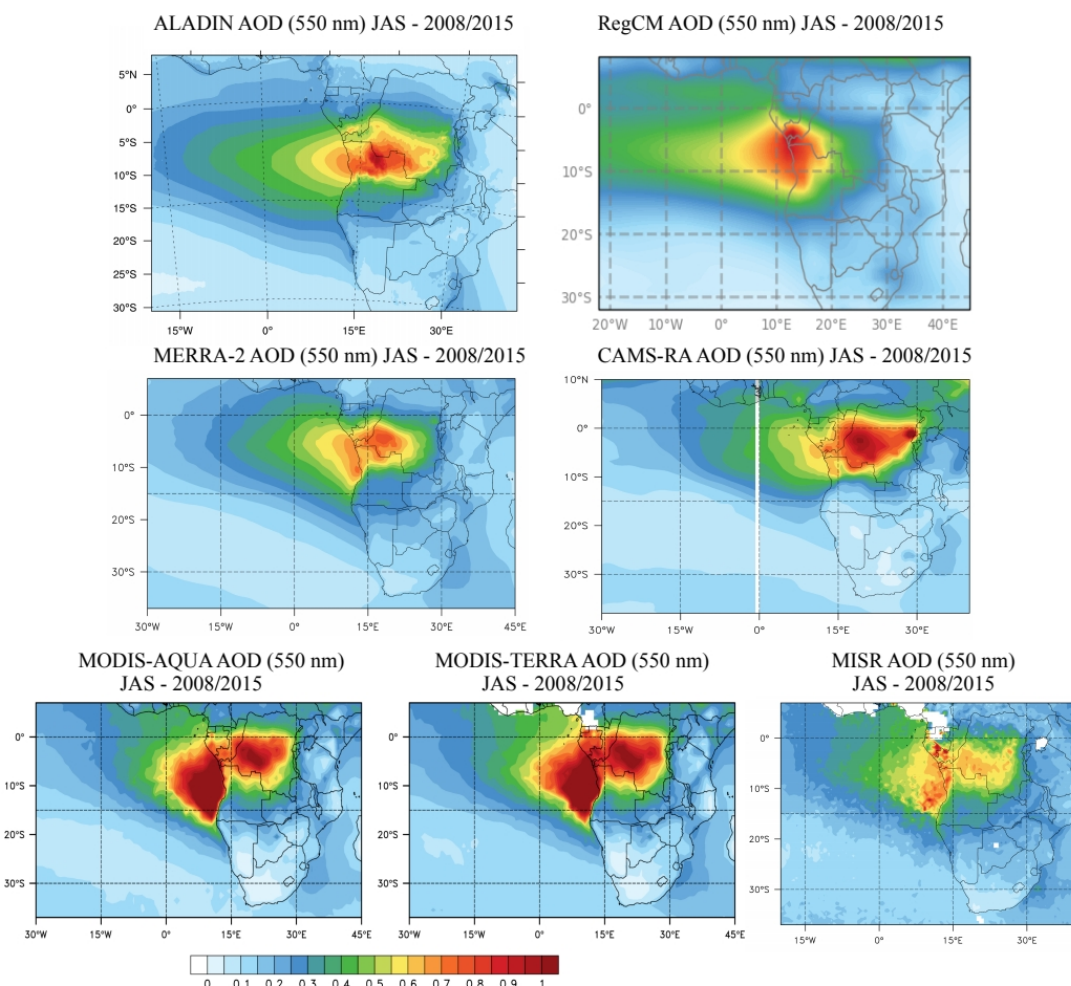 ALADIN AOD (550 nm) JAS - 2008/2015
RegCM AOD (550 nm) JAS - 2008/2015
5°N
0°
5°S
10°S
15°S
20°S
25°S
30°S
15°W 0° 15°E 30°E
0°
10°S
20°S
30°S
20°W 10°W 0° 10°E 20°E 30°E 40°E
MERRA-2 AOD (550 nm) JAS - 2008/2015
CAMS-RA AOD (550 nm) JAS - 2008/2015
0°
10°S
20°S
30°S
30°W 15°W 0° 15°E 30°E 45°E
10°N
0°
10°S
20°S
30°S
30°W 15°W 0° 15°E 30°E
MODIS-AQUA AOD (550 nm)
JAS - 2008/2015
MODIS-TERRA AOD (550 nm)
JAS - 2008/2015
MISR AOD (550 nm)
JAS - 2008/2015
0°
10°S
20°S
30°S
30°W 15°W 0° 15°E 30°E 45°E
0°
10°S
20°S
30°S
30°W 15°W 0° 15°E 30°E 45°E
0°
10°S
20°S
30°S
15°W 0° 15°E 30°E
0 0.1 0.2 0.3 0.4 0.5 0.6 0.7 0.8 0.9 1